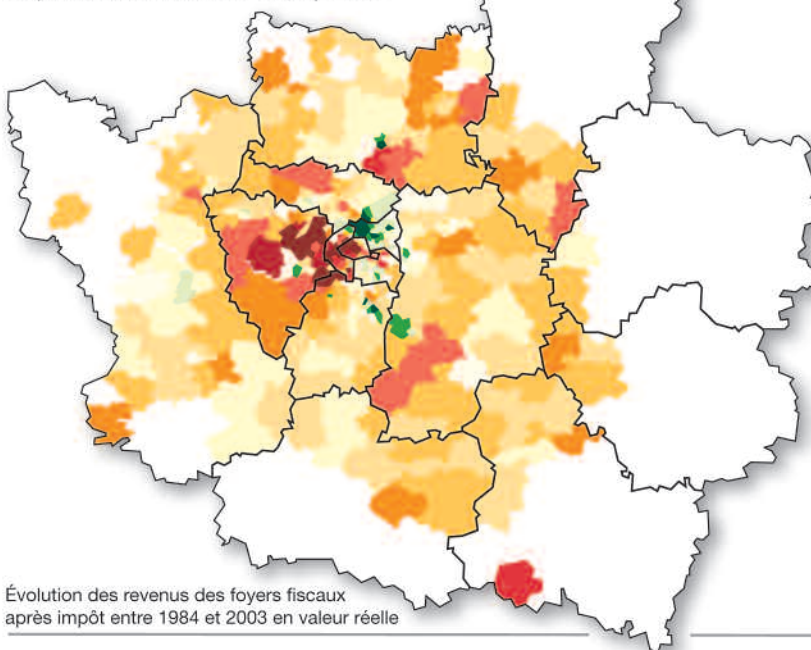 Évolution des revenus des foyers fiscaux
après impôt entre 1984 et 2003 en valeur réelle